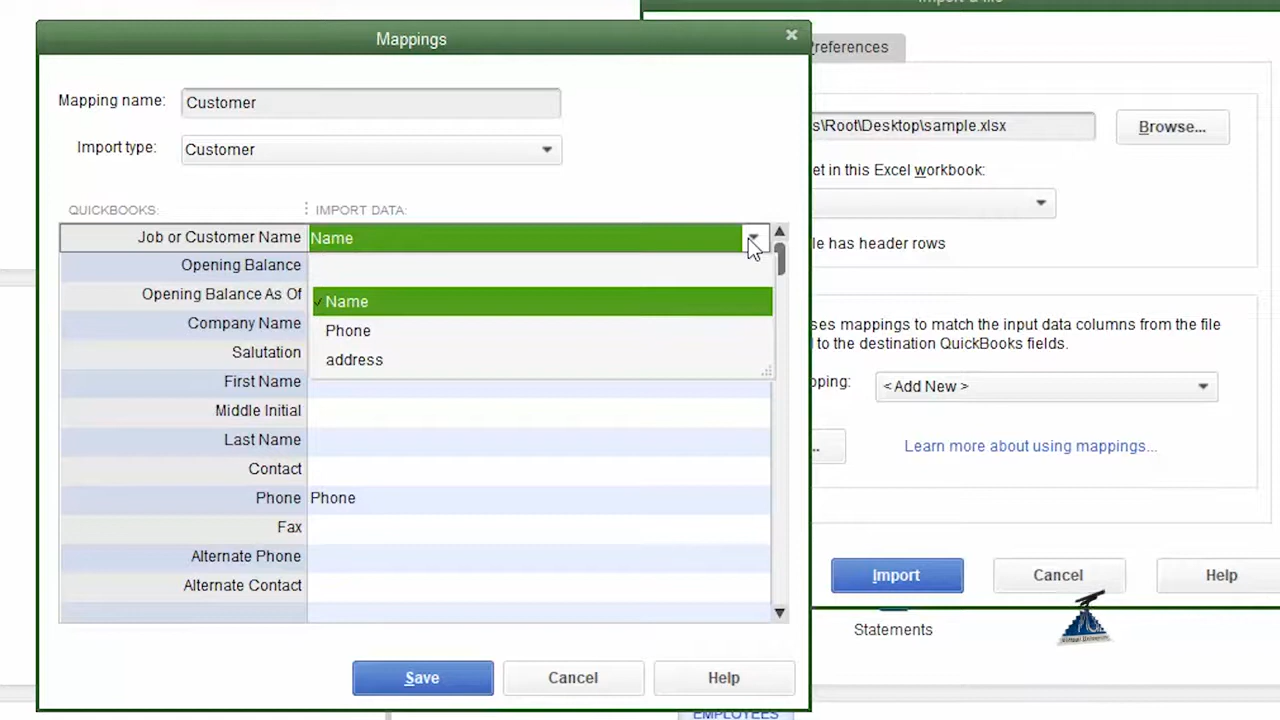 Mappings
Mapping name: Customer
Import type: Customer
QUICKBOOKS: IMPORT DATA:
Job or Customer Name Name
Opening Balance
Opening Balance As Of Name
Company Name Phone
Salutation address
First Name
Middle Initial
Last Name
Contact
Phone Phone
Fax
Alternate Phone
Alternate Contact
Save Cancel Help
references
s\Root\Desktop\sample.xlsx Browse...
et in this Excel workbook:
le has header rows
ses mappings to match the input data columns from the file
to the destination QuickBooks fields.
pping: < Add New >
... Learn more about using mappings...
Import Cancel Help
Statements
EMPLOYEES